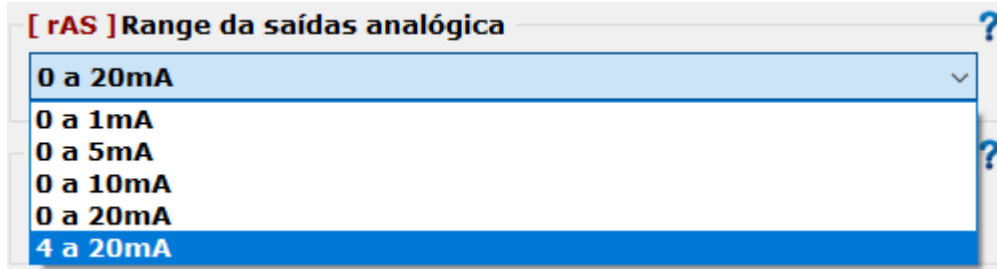 [ rAS ] Range da saídas analógica
?
0 a 20mA
0 a 1mA
0 a 5mA
?
0 a 10mA
0 a 20mA
4 a 20mA